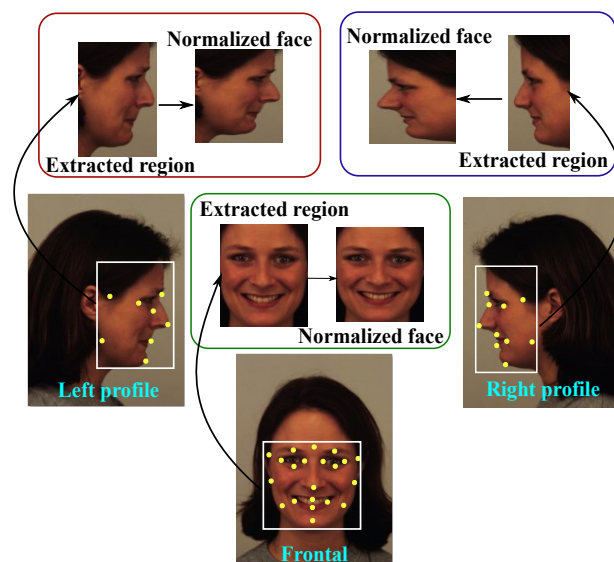 Normalized face
Extracted region
Normalized face
Extracted region
Extracted region
Normalized face
Left profile
Right profile
Frontal